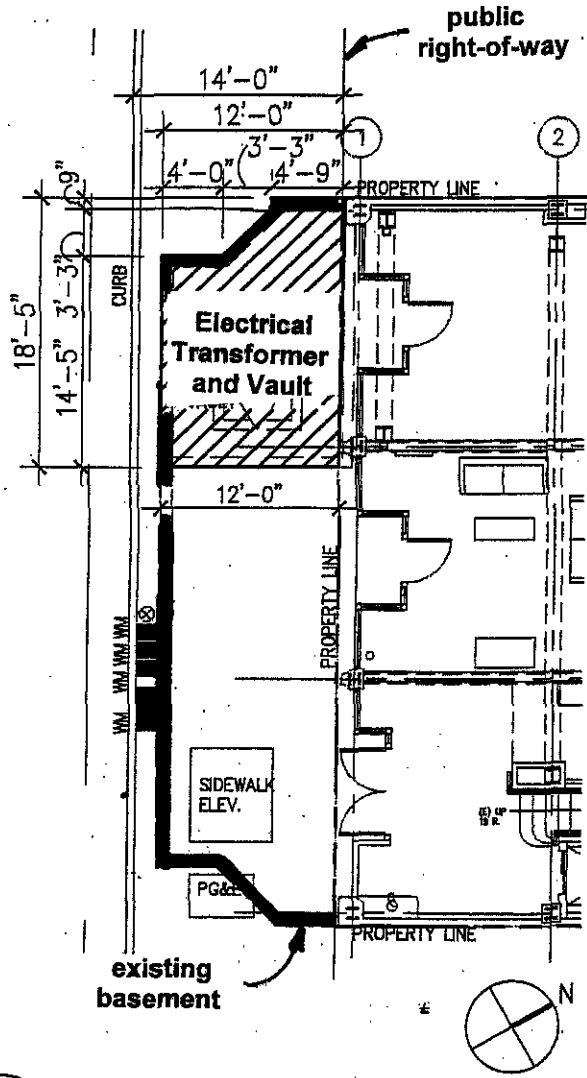 public
right-of-way
14'-0"
12'-0"
3'-3"
4'-0"
4'-9"
1
2
PROPERTY LINE
9"
3'-3"
18'-5"
14'-5"
CURB
Electrical
Transformer
and Vault
12'-0"
PROPERTY LINE
WM WM WM WM
SIDEWALK
ELEV.
(E) UP
19 R.
PG&E
PROPERTY LINE
existing
basement
N